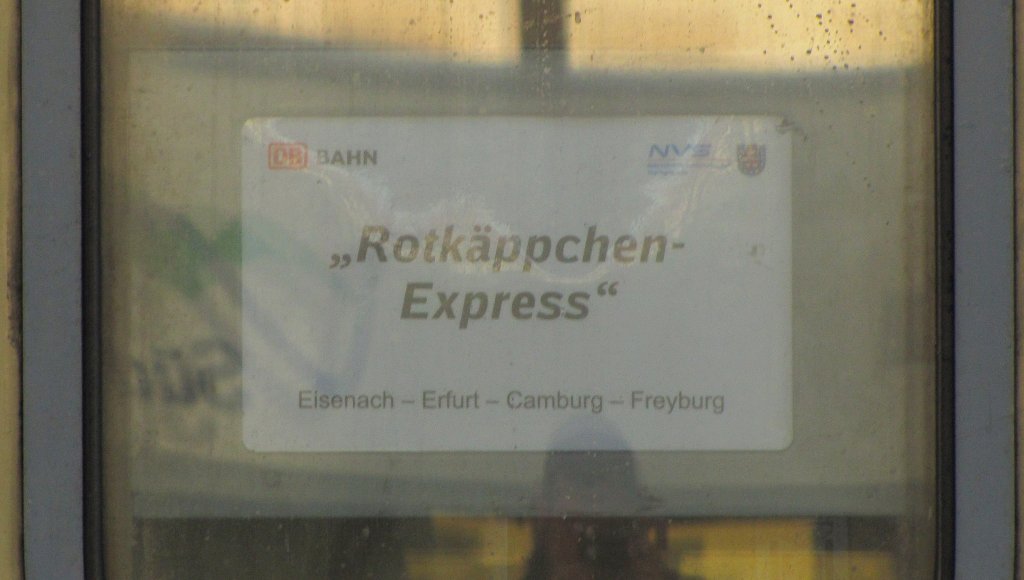 DB BAHN NVS
„Rotkäppchen-
Express“
Eisenach – Erfurt – Camburg – Freyburg